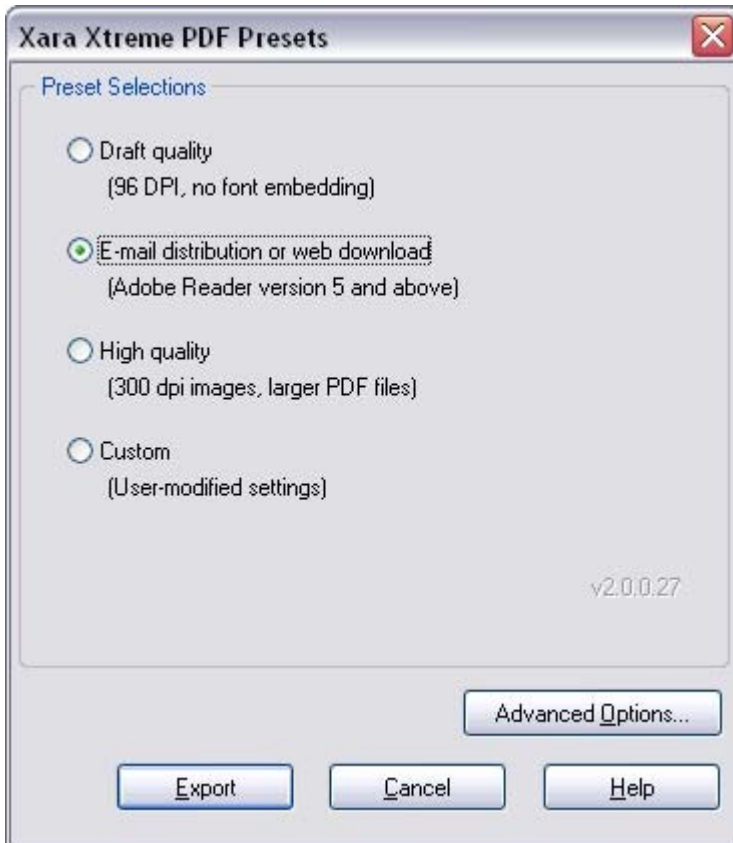 Xara Xtreme PDF Presets
Preset Selections
Draft quality
(96 DPI, no font embedding)
E-mail distribution or web download
(Adobe Reader version 5 and above)
High quality
(300 dpi images, larger PDF files)
Custom
(User-modified settings)
v2.0.0.27
Advanced Options...
Export Cancel Help